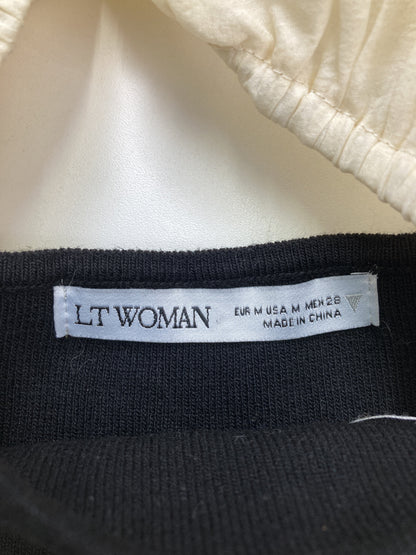 LT WOMAN
EUR M USA M MEX 28
MADE IN CHINA